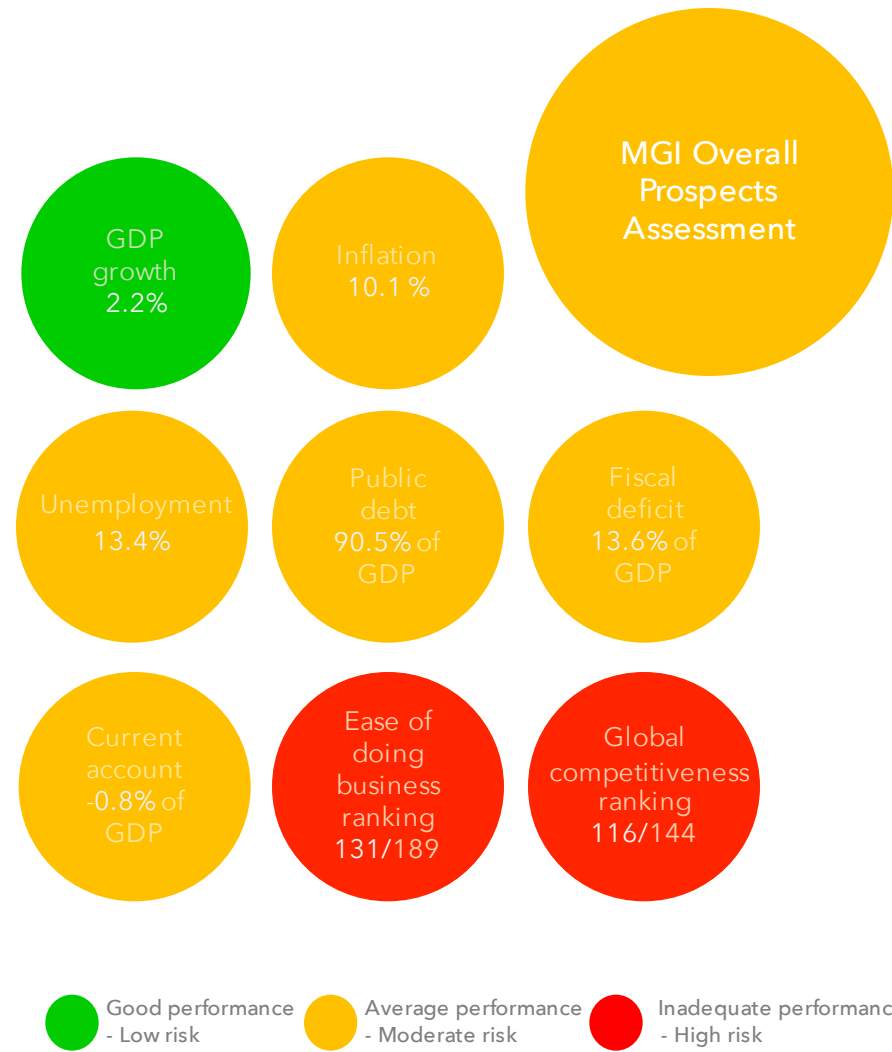 MGI Overall
Prospects
Assessment
GDP
growth
2.2%
Inflation
10.1 %
Unemployment
13.4%
Public
debt
90.5% of
GDP
Fiscal
deficit
13.6% of
GDP
Current
account
-0.8% of
GDP
Ease of
doing
business
ranking
131/189
Global
competitiveness
ranking
116/144
Good performance
- Low risk
Average performance
- Moderate risk
Inadequate performanc
- High risk